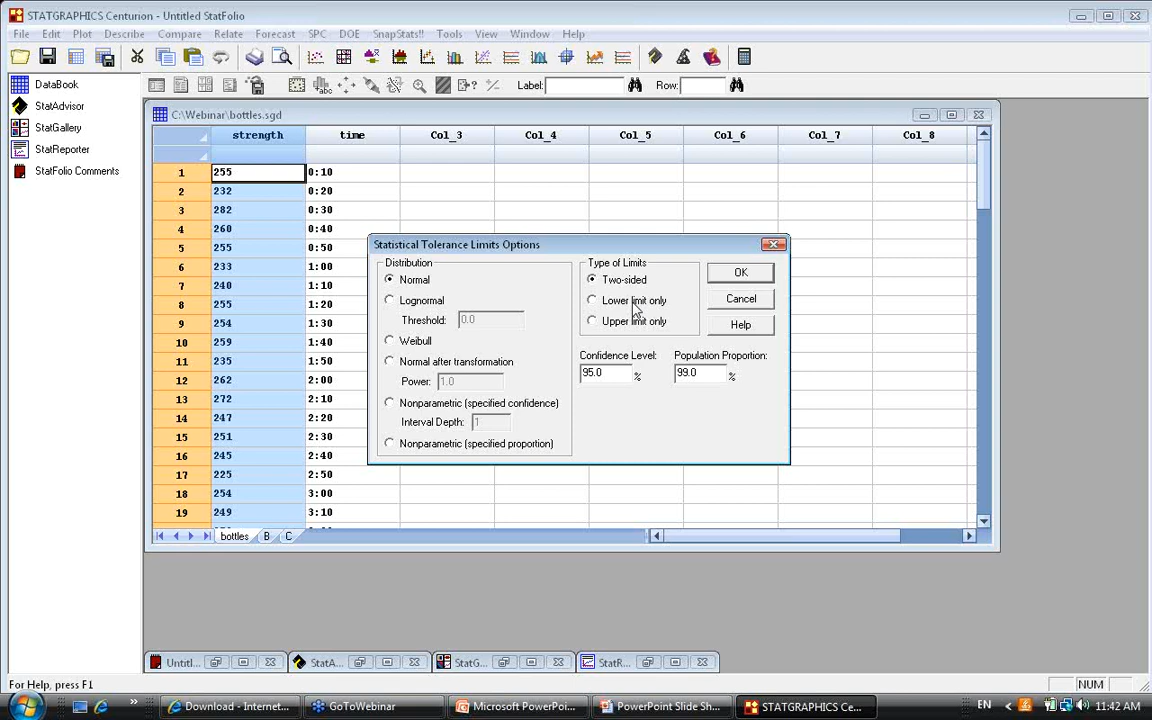 STATGRAPHICS Centurion - Untitled StatFolio
File Edit Plot Describe Compare Relate Forecast SPC DOE SnapStats!! Tools View Window Help
Label: Row:
DataBook
StatAdvisor
StatGallery
StatReporter
StatFolio Comments
C:\Webinar\bottles.sgd
strength time Col_3 Col_4 Col_5 Col_6 Col_7 Col_8
1 255 0:10
2 232 0:20
3 282 0:30
4 260 0:40
5 255 0:50
6 233 1:00
7 240 1:10
8 255 1:20
9 254 1:30
10 259 1:40
11 235 1:50
12 262 2:00
13 272 2:10
14 247 2:20
15 251 2:30
16 245 2:40
17 225 2:50
18 254 3:00
19 249 3:10
bottles B C
Statistical Tolerance Limits Options
Distribution
Normal
Lognormal
Threshold: 0.0
Weibull
Normal after transformation
Power: 1.0
Nonparametric (specified confidence)
Interval Depth: 1
Nonparametric (specified proportion)
Type of Limits
Two-sided
Lower limit only
Upper limit only
Confidence Level: Population Proportion:
95.0 % 99.0 %
OK
Cancel
Help
Untitl... StatA... StatG... StatR...
For Help, press F1 NUM
Download - Internet... GoToWebinar Microsoft PowerPoi... PowerPoint Slide Sh... STATGRAPHICS Ce... EN 11:42 AM